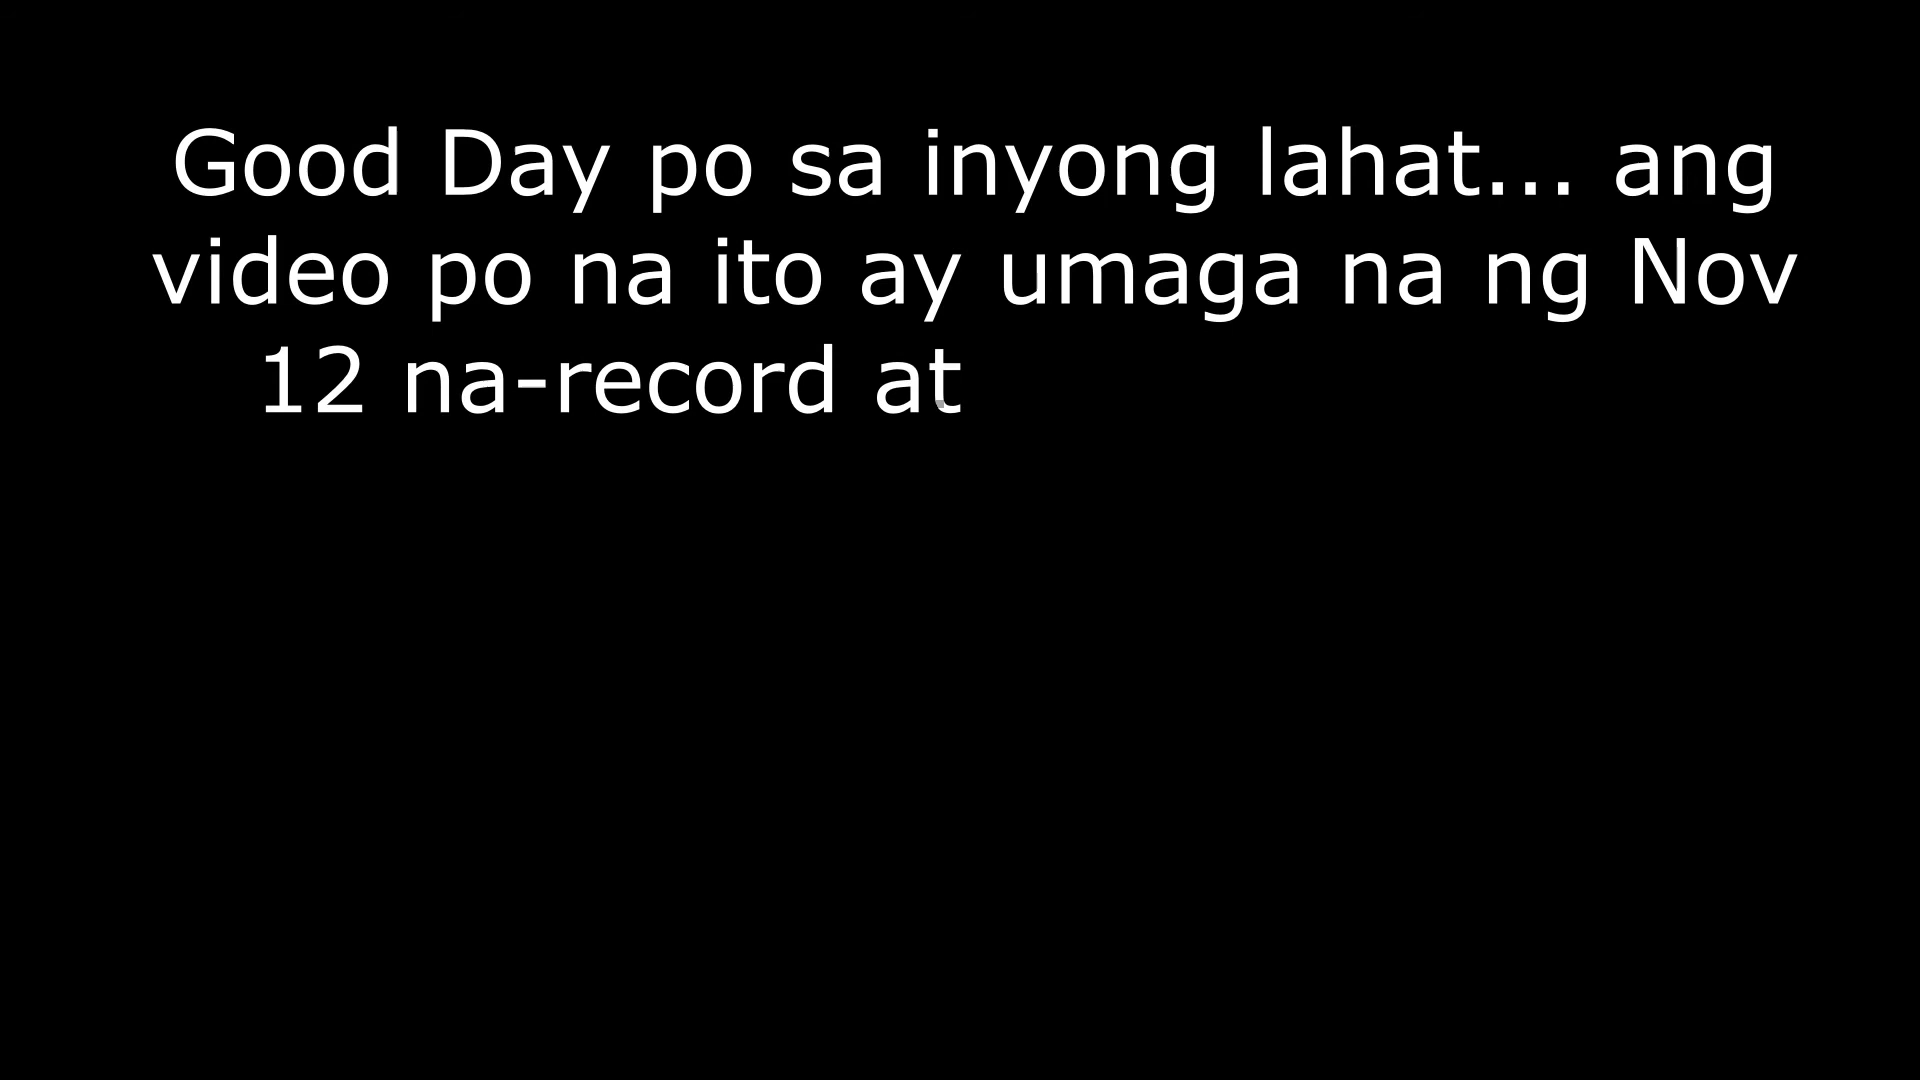 Good Day po sa inyong lahat... ang
video po na ito ay umaga na ng Nov
12 na-record at